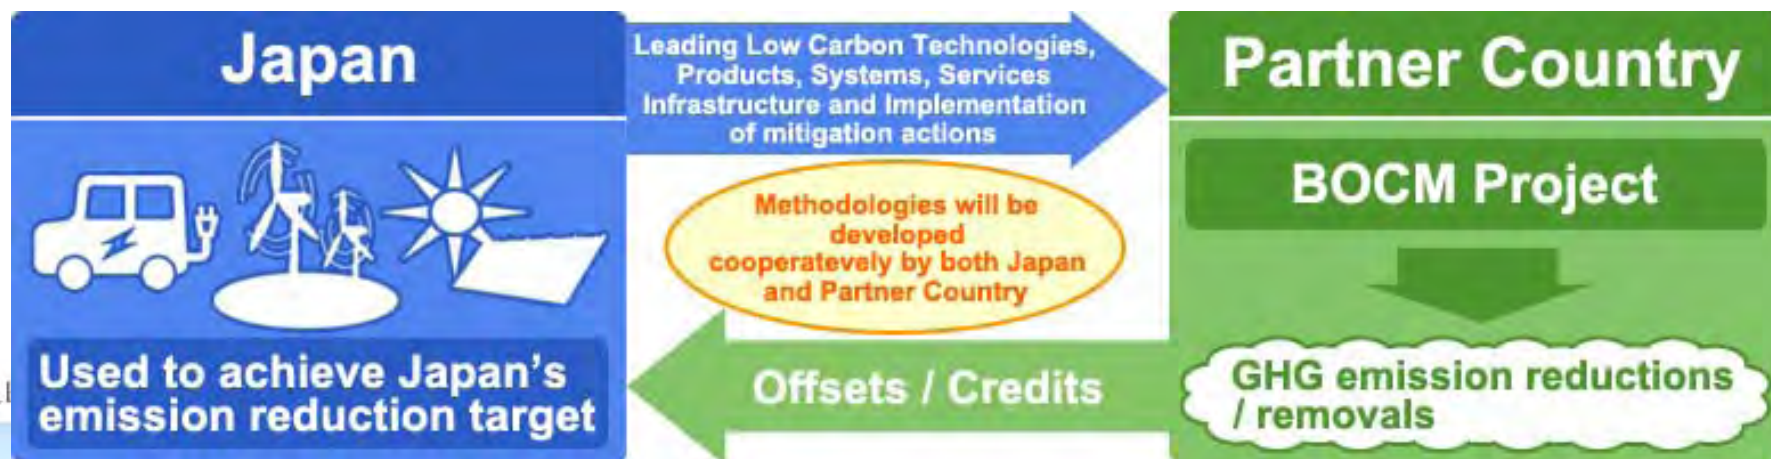 Japan
Leading Low Carbon Technologies,
Products, Systems, Services
Infrastructure and Implementation
of mitigation actions
Partner Country
BOCM Project
Methodologies will be
developed
cooperatevely by both Japan
and Partner Country
Used to achieve Japan's
emission reduction target
Offsets / Credits
GHG emission reductions
/ removals